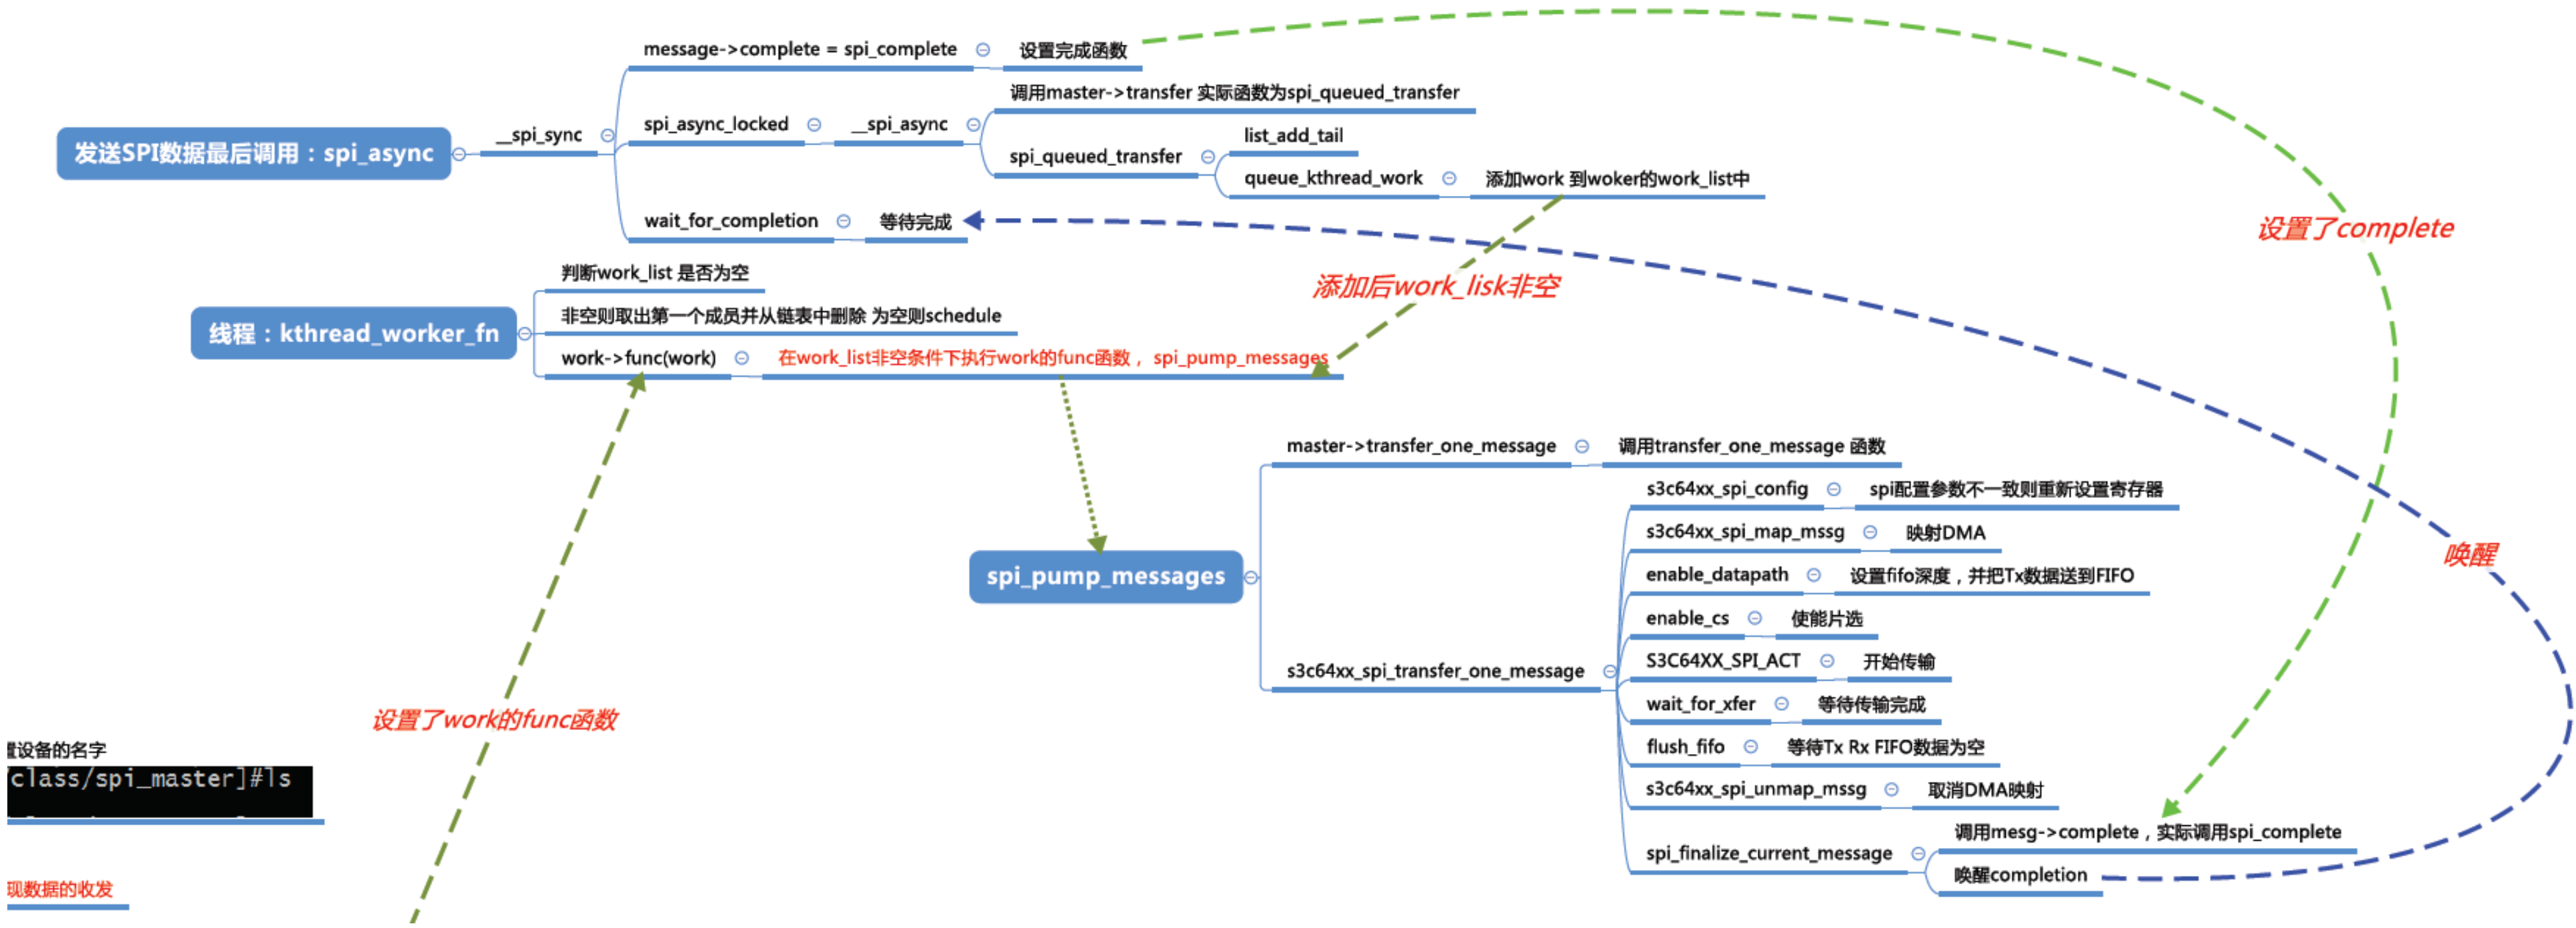 message->complete = spi_complete
设置完成函数
发送SPI数据最后调用：spi_async
__spi_sync
spi_async_locked
__spi_async
调用master->transfer 实际函数为spi_queued_transfer
spi_queued_transfer
list_add_tail
queue_kthread_work
添加work 到woker的work_list中
wait_for_completion
等待完成
设置了complete
添加后work_lisk非空
线程：kthread_worker_fn
判断work_list 是否为空
非空则取出第一个成员并从链表中删除 为空则schedule
work->func(work)
在work_list非空条件下执行work的func函数， spi_pump_messages
唤醒
spi_pump_messages
master->transfer_one_message
调用transfer_one_message 函数
s3c64xx_spi_transfer_one_message
s3c64xx_spi_config
spi配置参数不一致则重新设置寄存器
s3c64xx_spi_map_mssg
映射DMA
enable_datapath
设置fifo深度，并把Tx数据送到FIFO
enable_cs
使能片选
S3C64XX_SPI_ACT
开始传输
wait_for_xfer
等待传输完成
flush_fifo
等待Tx Rx FIFO数据为空
s3c64xx_spi_unmap_mssg
取消DMA映射
spi_finalize_current_message
调用mesg->complete，实际调用spi_complete
唤醒completion
设置了work的func函数
置设备的名字
/class/spi_master]#ls
现数据的收发